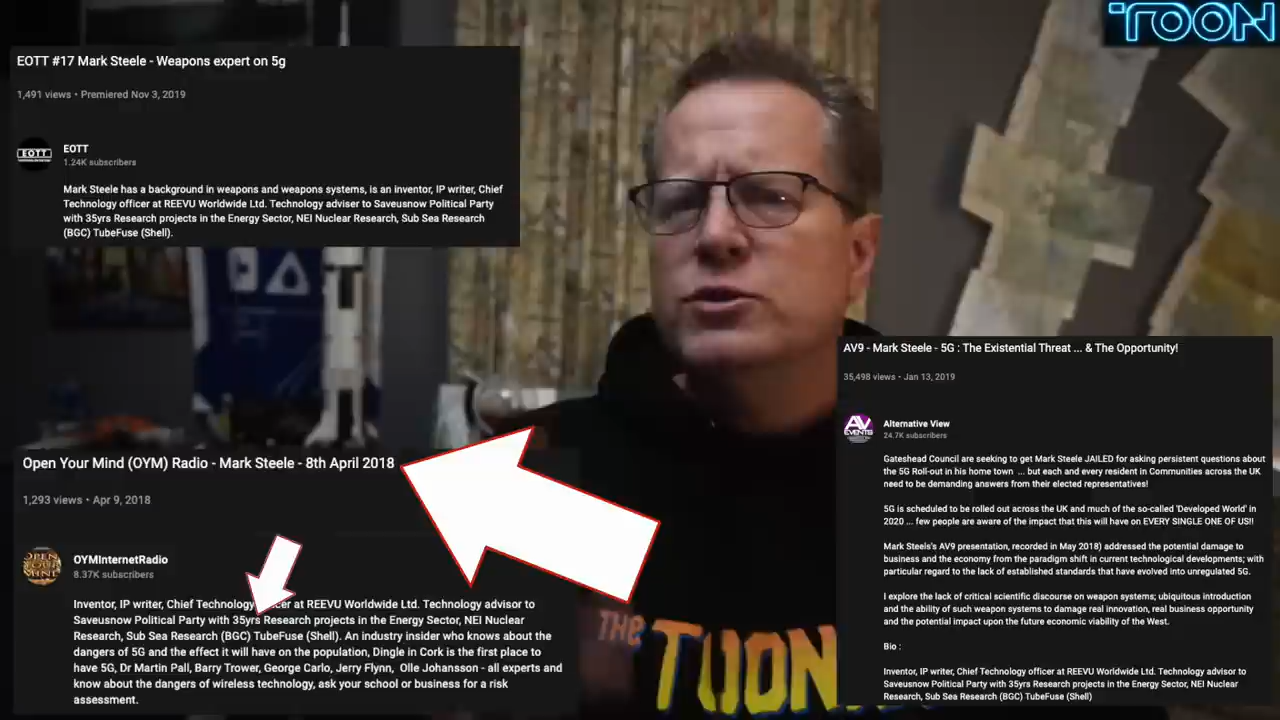 TOON
EOTT #17 Mark Steele - Weapons expert on 5g
1,491 views • Premiered Nov 3, 2019
EOTT
EOTT
1.24K subscribers
Mark Steele has a background in weapons and weapons systems, is an inventor, IP writer, Chief
Technology officer at REEVU Worldwide Ltd. Technology adviser to Saveusnow Political Party
with 35yrs Research projects in the Energy Sector, NEI Nuclear Research, Sub Sea Research
(BGC) TubeFuse (Shell).
Open Your Mind (OYM) Radio - Mark Steele - 8th April 2018
1,293 views • Apr 9, 2018
OPEN
YOUR
MIND
OYMInternetRadio
8.37K subscribers
Inventor, IP writer, Chief Technology er at REEVU Worldwide Ltd. Technology advisor to
Saveusnow Political Party with 35yrs Research projects in the Energy Sector, NEI Nuclear
Research, Sub Sea Research (BGC) TubeFuse (Shell). An industry insider who knows about the
dangers of 5G and the effect it will have on the population, Dingle in Cork is the first place to
have 5G, Dr Martin Pall, Barry Trower, George Carlo, Jerry Flynn, Olle Johansson - all experts and
know about the dangers of wireless technology, ask your school or business for a risk
assessment.
AV9 - Mark Steele - 5G : The Existential Threat ... & The Opportunity!
35,498 views • Jan 13, 2019
AV
EVENTS
Alternative View
24.7K subscribers
Gateshead Council are seeking to get Mark Steele JAILED for asking persistent questions about
the 5G Roll-out in his home town ... but each and every resident in Communities across the UK
need to be demanding answers from their elected representatives!
5G is scheduled to be rolled out across the UK and much of the so-called 'Developed World' in
2020 ... few people are aware of the impact that this will have on EVERY SINGLE ONE OF US!!
Mark Steels's AV9 presentation, recorded in May 2018) addressed the potential damage to
business and the economy from the paradigm shift in current technological developments; with
particular regard to the lack of established standards that have evolved into unregulated 5G.
I explore the lack of critical scientific discourse on weapon systems; ubiquitous introduction
and the ability of such weapon systems to damage real innovation, real business opportunity
and the potential impact upon the future economic viability of the West.
Bio :
Inventor, IP writer, Chief Technology officer at REEVU Worldwide Ltd. Technology advisor to
Saveusnow Political Party with 35yrs Research projects in the Energy Sector, NEI Nuclear
Research, Sub Sea Research (BGC) TubeFuse (Shell)
THE
TOON